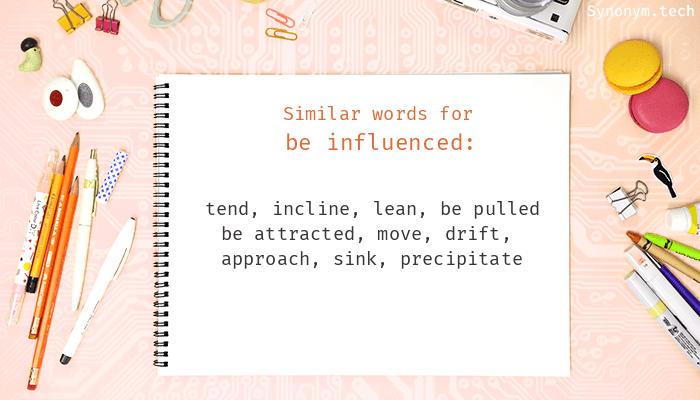 Synonym.tech
Similar words for
be influenced:
tend, incline, lean, be pulled
be attracted, move, drift,
approach, sink, precipitate